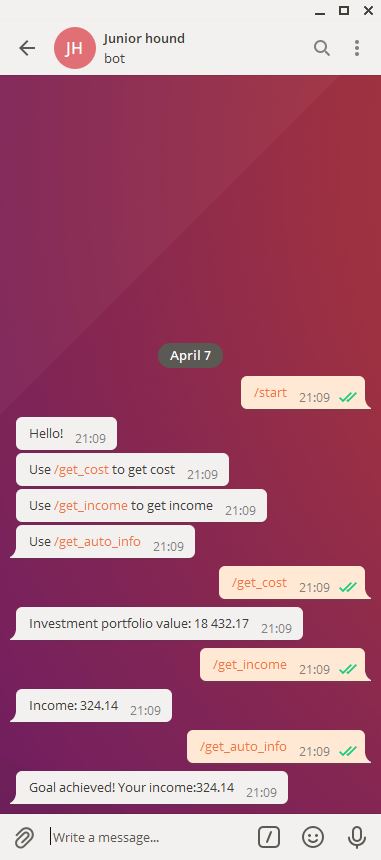 JH
Junior hound
bot
April 7
/start 21:09
Hello! 21:09
Use /get_cost to get cost 21:09
Use /get_income to get income 21:09
Use /get_auto_info 21:09
/get_cost 21:09
Investment portfolio value: 18 432.17 21:09
/get_income 21:09
Income: 324.14 21:09
/get_auto_info 21:09
Goal achieved! Your income:324.14 21:09
Write a message...